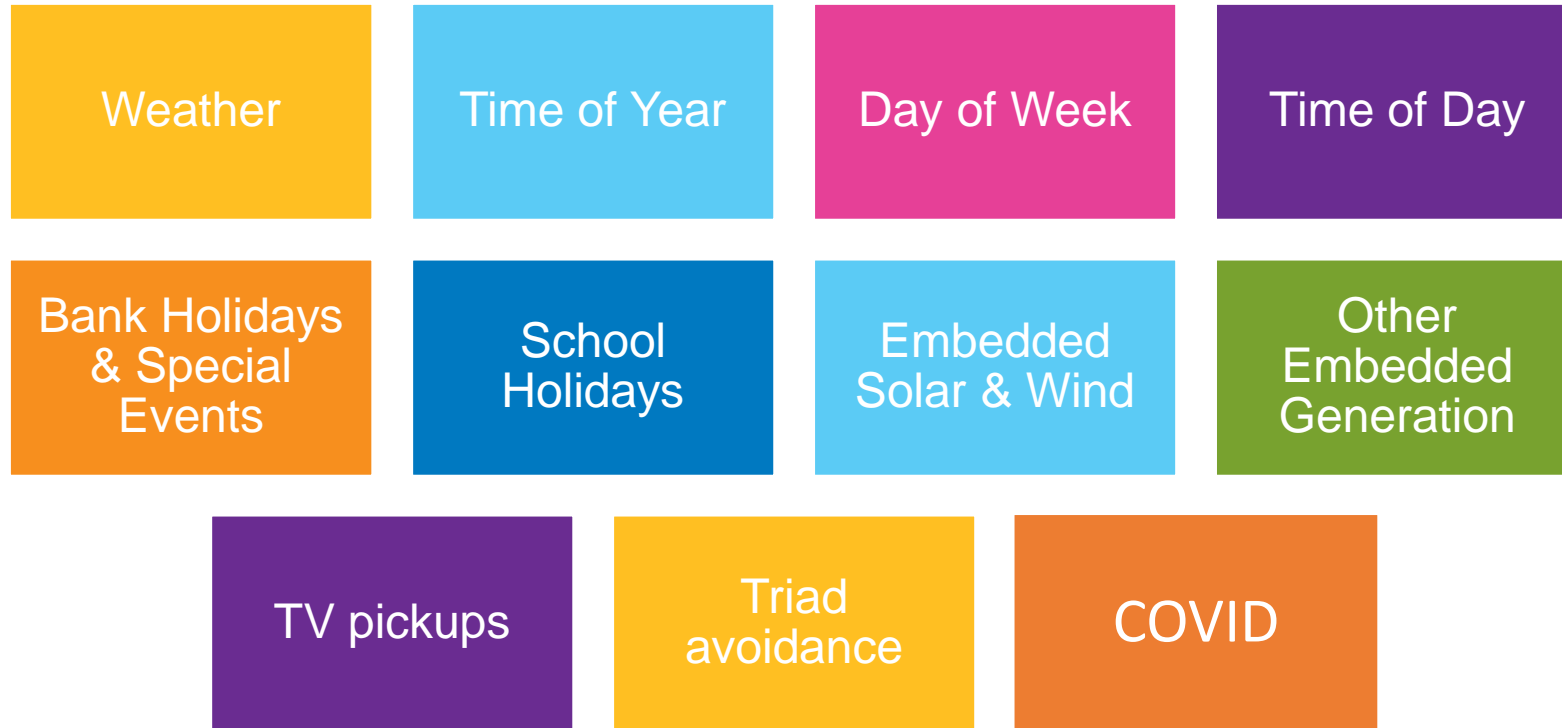 Weather
Time of Year
Day of Week
Time of Day
Bank Holidays
& Special
Events
School
Holidays
Embedded
Solar & Wind
Other
Embedded
Generation
TV pickups
Triad
avoidance
COVID